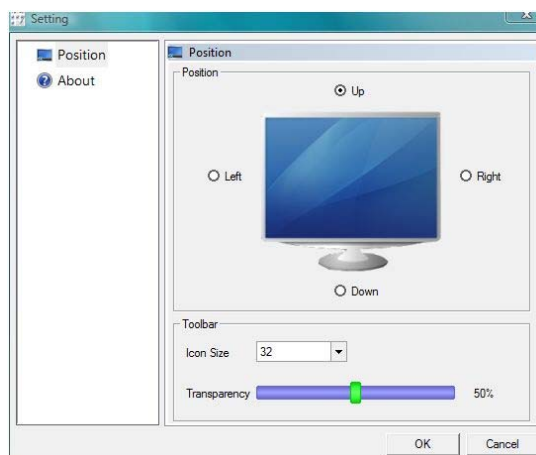 Setting
Position
About
Position
Position
Up
Left
Right
Down
Toolbar
Icon Size 32
Transparency 50%
OK Cancel